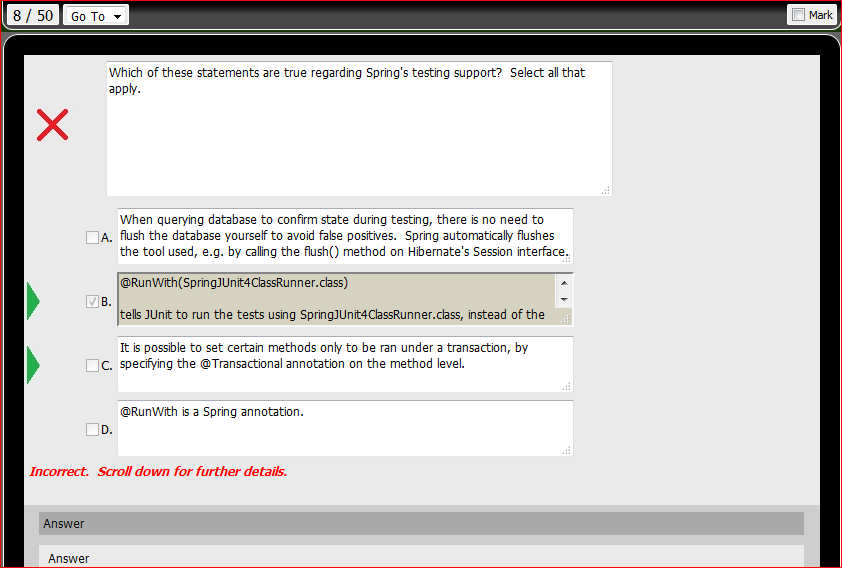 8 / 50 Go To Mark
Which of these statements are true regarding Spring's testing support?  Select all that
apply.
A.
When querying database to confirm state during testing, there is no need to
flush the database yourself to avoid false positives.  Spring automatically flushes
the tool used, e.g. by calling the flush() method on Hibernate's Session interface.
B.
@RunWith(SpringJUnit4ClassRunner.class)
tells JUnit to run the tests using SpringJUnit4ClassRunner.class, instead of the
C.
It is possible to set certain methods only to be ran under a transaction, by
specifying the @Transactional annotation on the method level.
D.
@RunWith is a Spring annotation.
Incorrect.  Scroll down for further details.
Answer
Answer